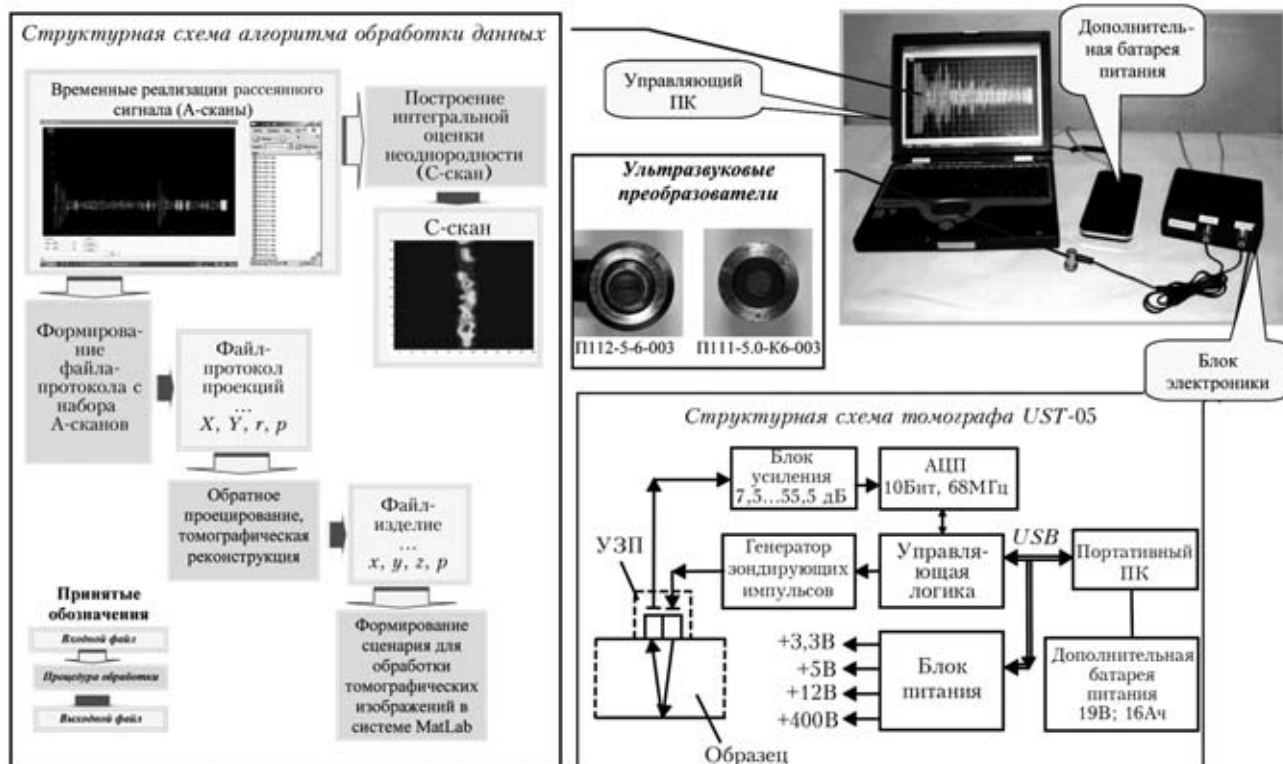 Структурная схема алгоритма обработки данных
Временные реализации рассеянного
сигнала (А-сканы)
Построение
интегральной
оценки
неоднородности
(С-скан)
С-скан
Формирова-
ние
файла-
протокола с
набора
А-сканов
Файл-
протокол
проекций
...
X, Y, r, p
Обратное
проецирование,
томографическая
реконструкция
Файл-
изделие
...
x, y, z, p
Формирование
сценария для
обработки
томографических
изображений в
системе MatLab
Принятые
обозначения
Входной файл
Процедура обработки
Выходной файл
Управляющий
ПК
Дополнитель-
ная батарея
питания
Ультразвуковые
преобразователи
П112-5-6-003
П111-5.0-К6-003
Блок
электроники
Структурная схема томографа UST-05
Блок
усиления
7,5...55,5 дБ
АЦП
10Бит, 68МГц
УЗП
Генератор
зондирующих
импульсов
Управля-
ющая
логика
USB
Портативный
ПК
+3,3В
+5В
+12В
+400В
Блок
питания
Дополнительная
батарея
питания
19В; 16Ач
Образец